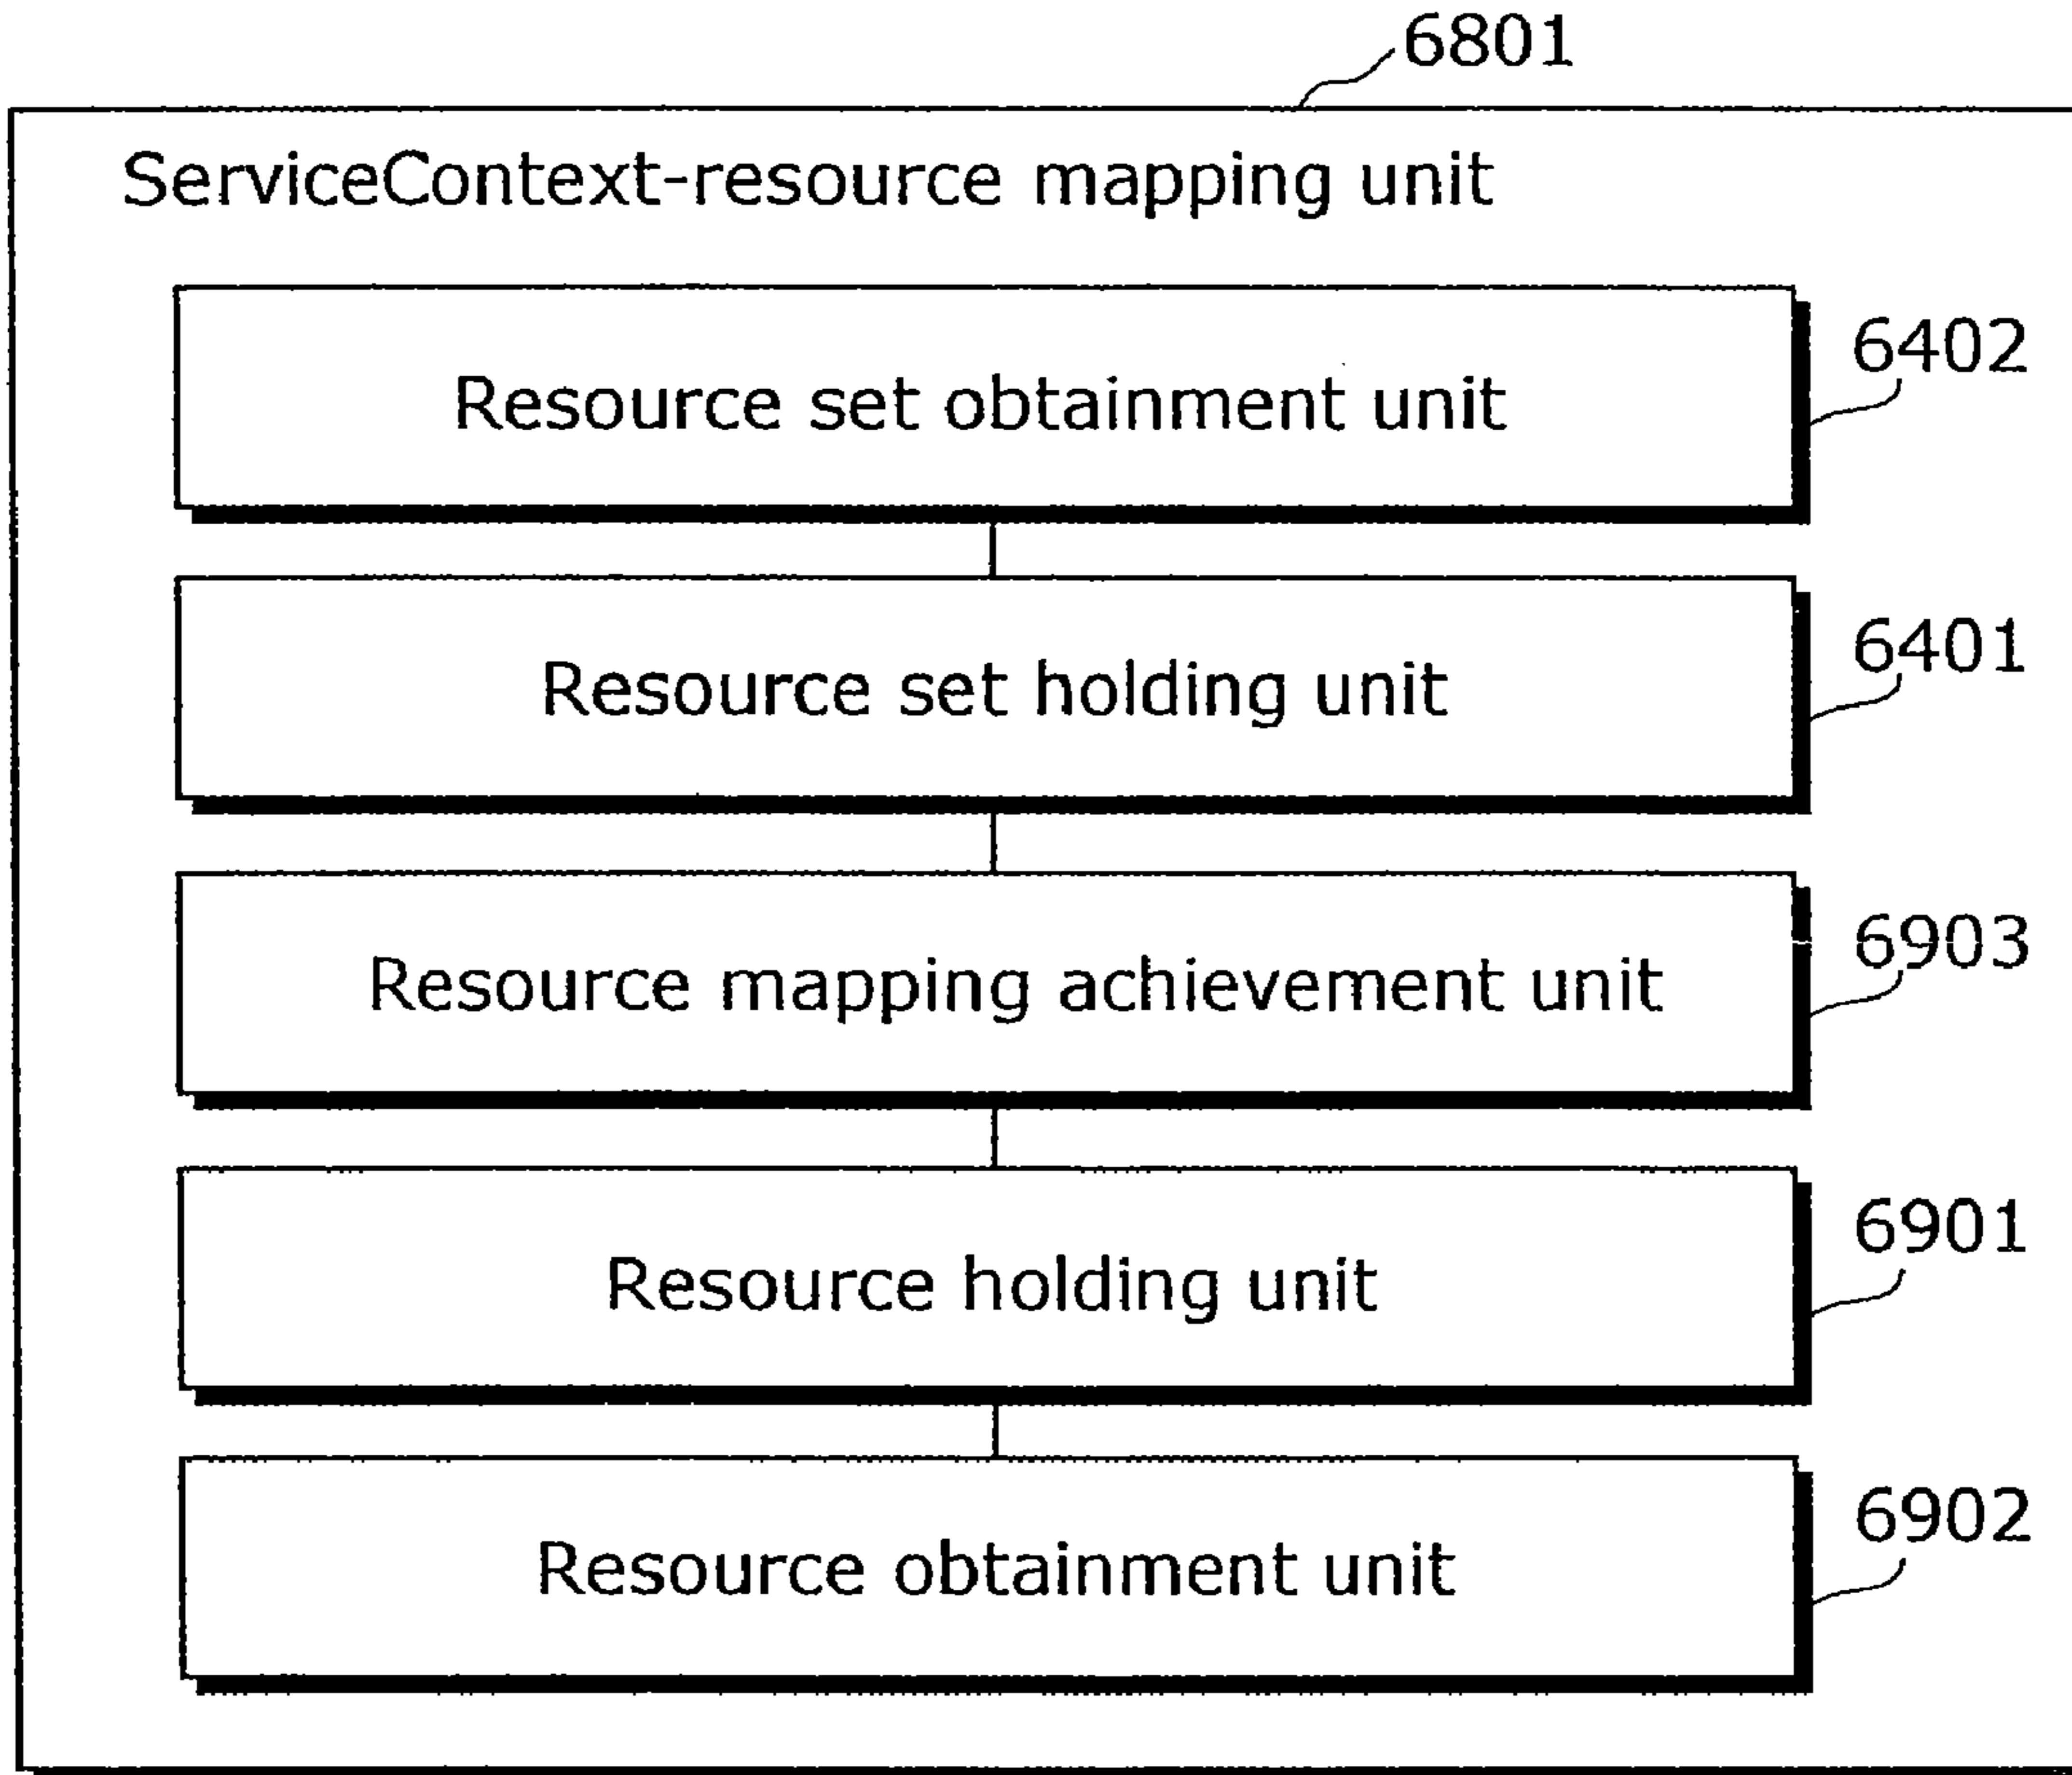 6801
ServiceContext-resource mapping unit
Resource set obtainment unit
6402
Resource set holding unit
6401
Resource mapping achievement unit
6903
Resource holding unit
6901
Resource obtainment unit
6902